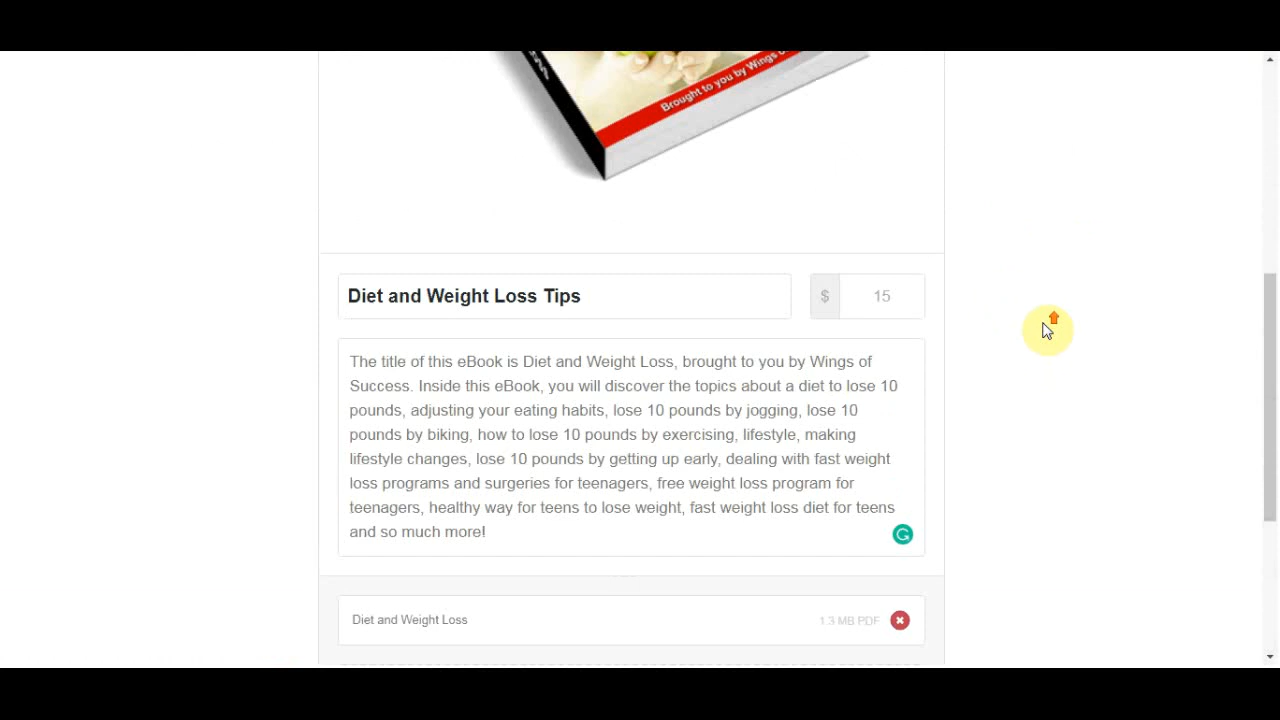 Brought to you by Wings
Diet and Weight Loss Tips
$ 15
The title of this eBook is Diet and Weight Loss, brought to you by Wings of
Success. Inside this eBook, you will discover the topics about a diet to lose 10
pounds, adjusting your eating habits, lose 10 pounds by jogging, lose 10
pounds by biking, how to lose 10 pounds by exercising, lifestyle, making
lifestyle changes, lose 10 pounds by getting up early, dealing with fast weight
loss programs and surgeries for teenagers, free weight loss program for
teenagers, healthy way for teens to lose weight, fast weight loss diet for teens
and so much more!
Diet and Weight Loss 1.3 MB PDF